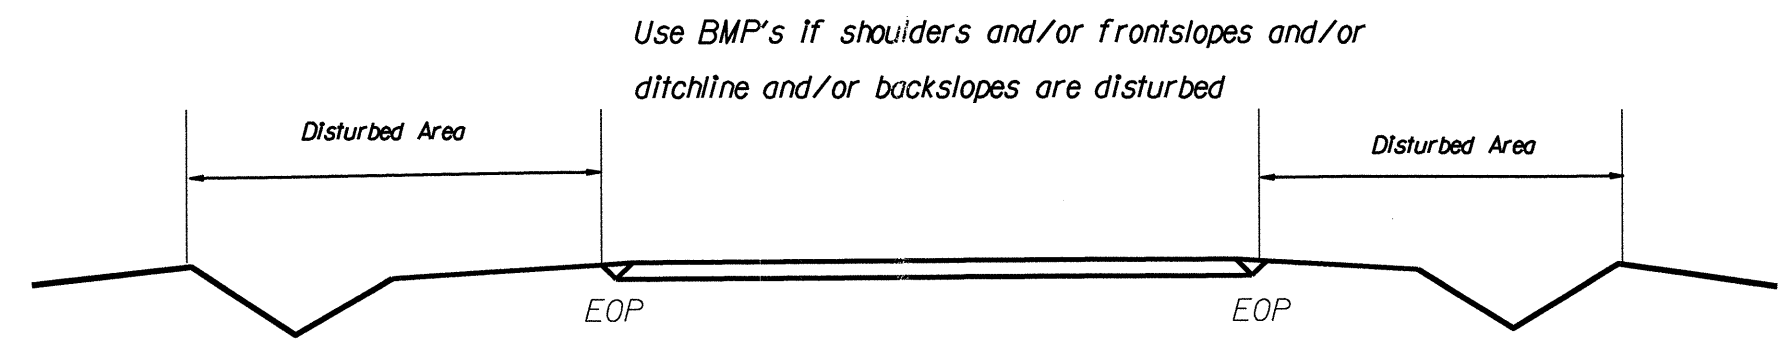 Use BMP's if shoulders and/or frontslopes and/or
ditchline and/or backslopes are disturbed
Disturbed Area
Disturbed Area
EOP
EOP